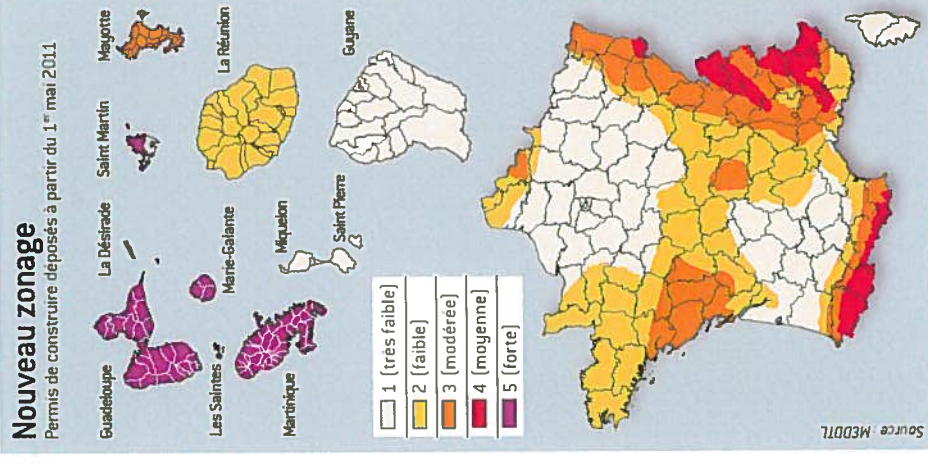 Nouveau zonage
Permis de construire déposés à partir du 1er mai 2011
Guadeloupe
La Désirade
Saint Martin
Mayotte
Les Saintes
Marie-Galante
La Réunion
Martinique
Miquelon
Saint Pierre
Guyane
1 (très faible)
2 (faible)
3 (modérée)
4 (moyenne)
5 (forte)
Source : MEDDTL